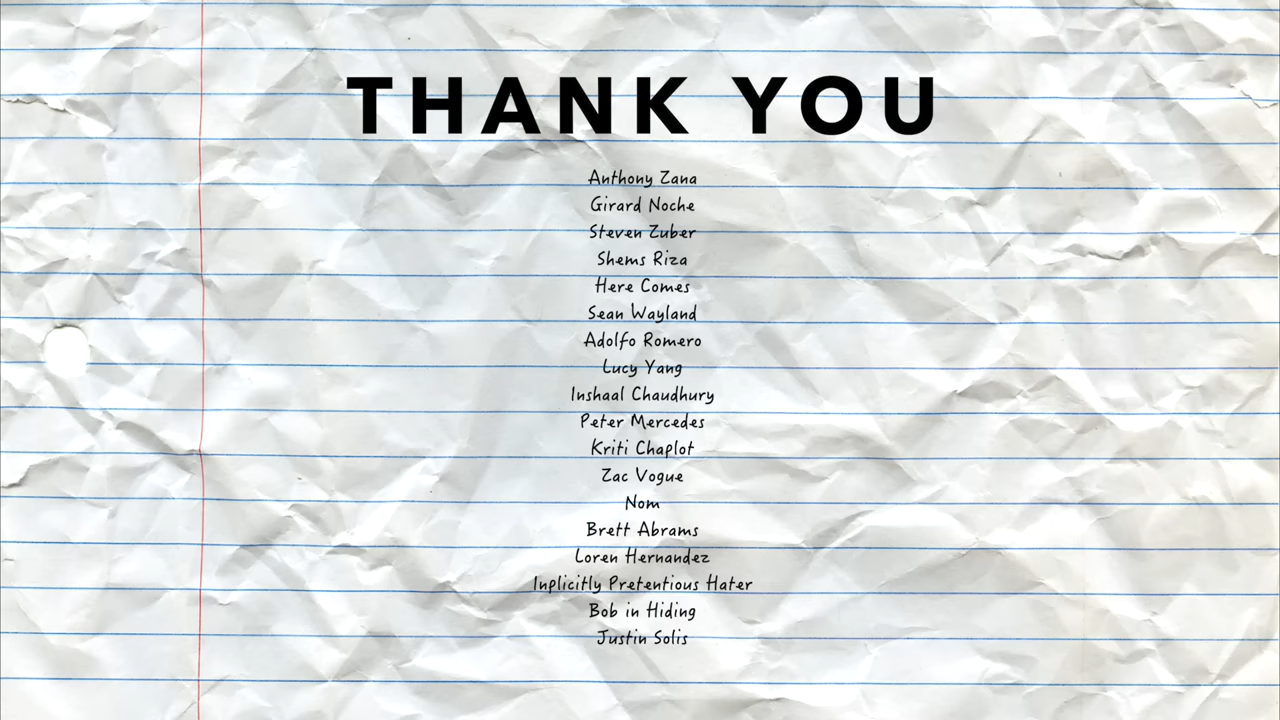 THANK YOU
Anthony Zana
Girard Noche
Steven Zuber
Shems Riza
Here Comes
Sean Wayland
Adolfo Romero
Lucy Yang
Inshaal Chaudhury
Peter Mercedes
Kriti Chaplot
Zac Vogue
Nom
Brett Abrams
Loren Hernandez
Inplicitly Pretentious Hater
Bob in Hiding
Justin Solis